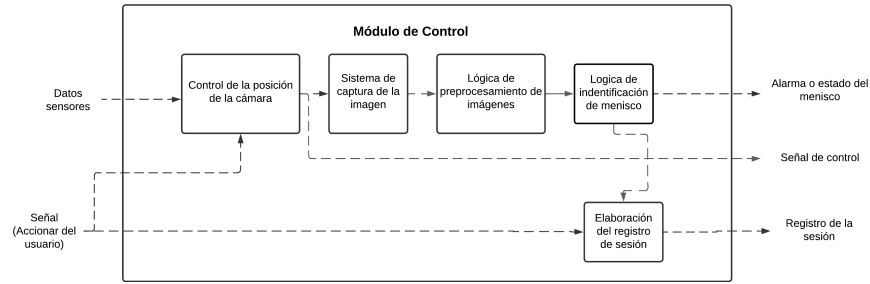 Módulo de Control
Datos
sensores
Control de la posición
de la cámara
Sistema de
captura de la
imagen
Lógica de
preprocesamiento de
imágenes
Logica de
indentificación
de menisco
Alarma o estado del
menisco
Señal de control
Señal
(Accionar del
usuario)
Elaboración
del registro
de sesión
Registro de la
sesión